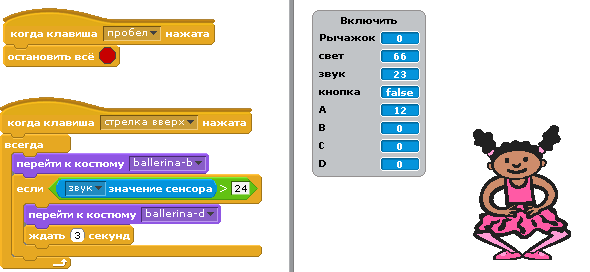 когда клавиша пробел нажата
остановить всё
когда клавиша стрелка вверх нажата
всегда
перейти к костюму ballerina-b
если звук значение сенсора > 24
перейти к костюму ballerina-d
ждать 3 секунд
Включить
Рычажок 0
свет 66
звук 23
кнопка false
A 12
B 0
C 0
D 0